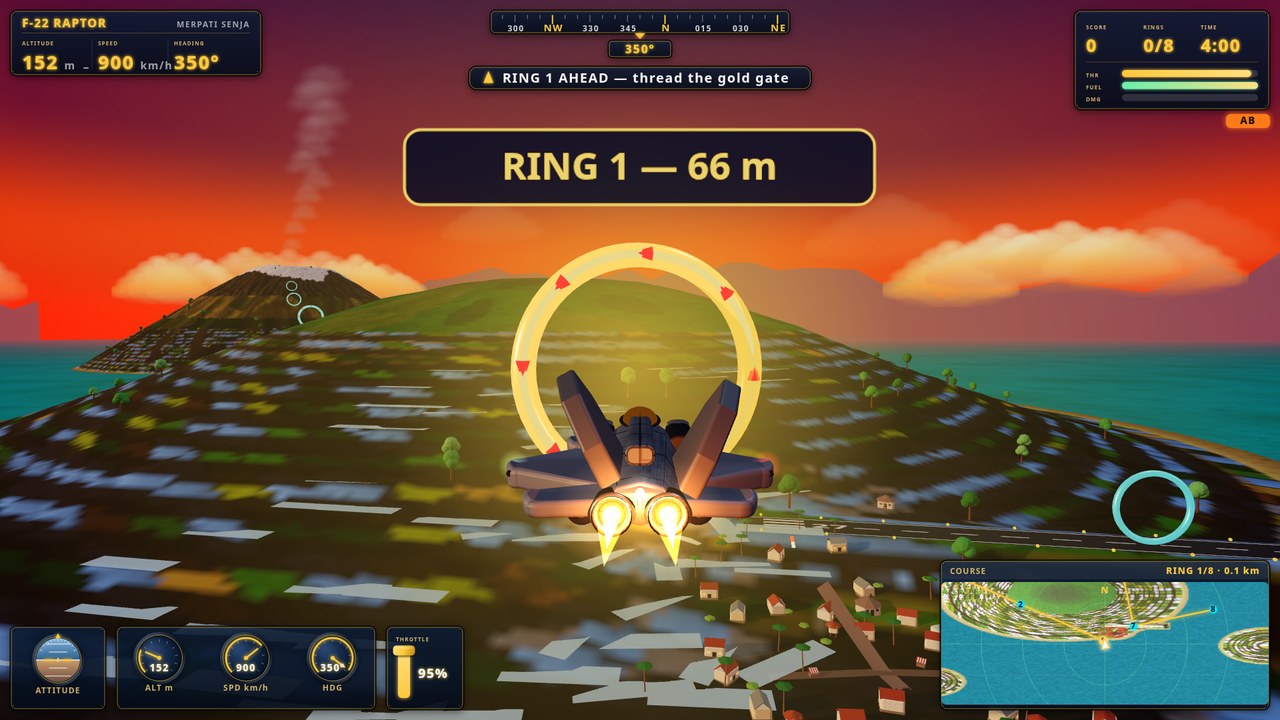 F-22 RAPTOR
MERPATI SENJA
ALTITUDE
SPEED
HEADING
152 m –
900 km/h
350°
300 NW 330 345 N 015 030 NE
350°
RING 1 AHEAD — thread the gold gate
RING 1 — 66 m
SCORE
RINGS
TIME
0
0/8
4:00
THR
FUEL
DMG
AB
ATTITUDE
152
ALT m
900
SPD km/h
350°
HDG
THROTTLE
95%
COURSE
RING 1/8 · 0.1 km
N
2
7
8